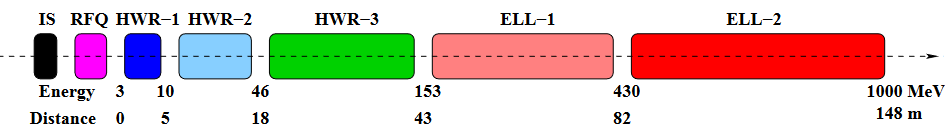 IS RFQ HWR−1 HWR−2 HWR−3 ELL−1 ELL−2
Energy 3 10 46 153 430 1000 MeV
Distance 0 5 18 43 82 148 m